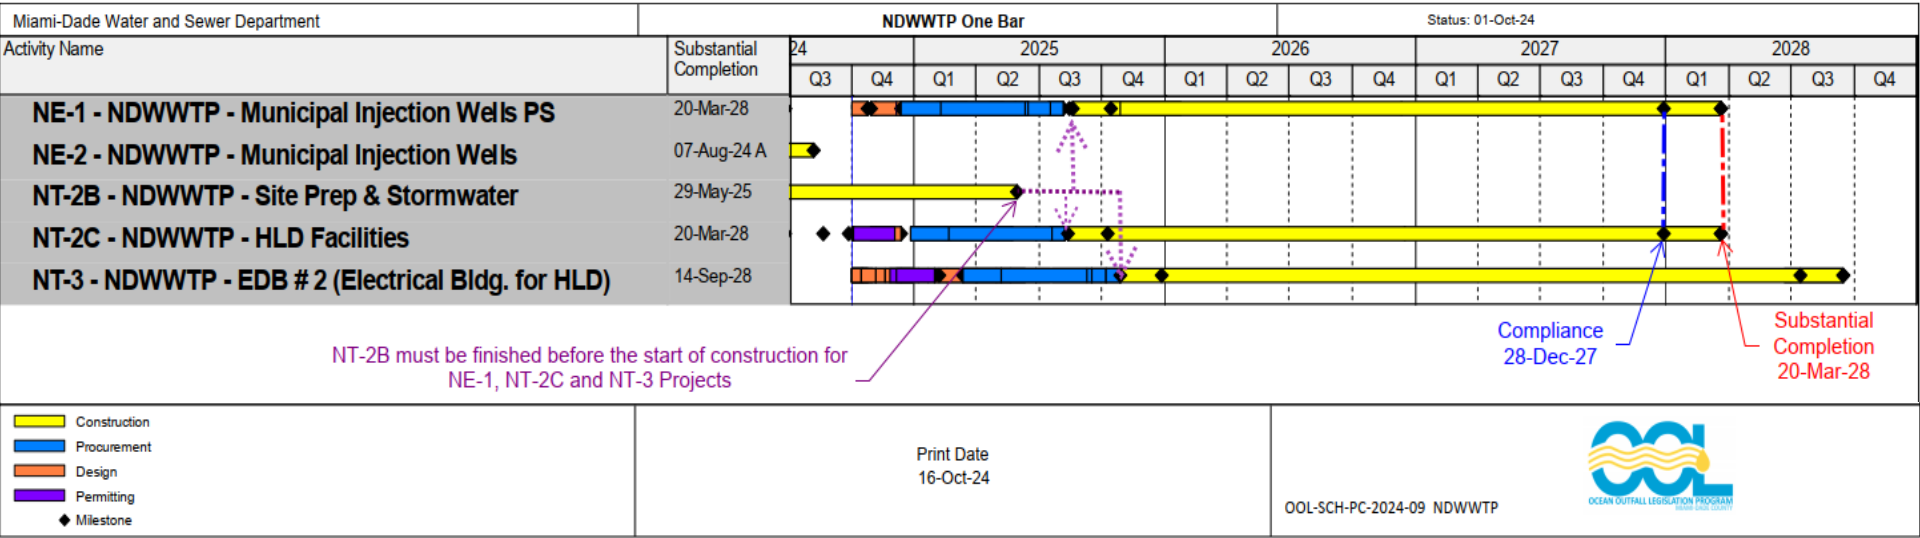 Miami-Dade Water and Sewer Department
NDWWTP One Bar
Status: 01-Oct-24
Activity Name
Substantial
Completion
24 2025 2026 2027 2028
Q3 Q4 Q1 Q2 Q3 Q4 Q1 Q2 Q3 Q4 Q1 Q2 Q3 Q4 Q1 Q2 Q3 Q4
NE-1 - NDWWTP - Municipal Injection Wells PS 20-Mar-28
NE-2 - NDWWTP - Municipal Injection Wells 07-Aug-24 A
NT-2B - NDWWTP - Site Prep & Stormwater 29-May-25
NT-2C - NDWWTP - HLD Facilities 20-Mar-28
NT-3 - NDWWTP - EDB # 2 (Electrical Bldg. for HLD) 14-Sep-28
NT-2B must be finished before the start of construction for
NE-1, NT-2C and NT-3 Projects
Compliance
28-Dec-27
Substantial
Completion
20-Mar-28
Construction
Procurement
Design
Permitting
Milestone
Print Date
16-Oct-24
OOL-SCH-PC-2024-09 NDWWTP
OOL
OCEAN OUTFALL LEGISLATION PROGRAM
MIAMI-DADE COUNTY